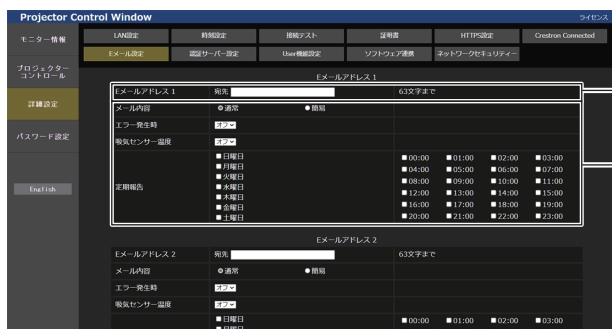 Projector Control Window
ライセンス
モニター情報
プロジェクターコントロール
詳細設定
パスワード設定
English
LAN設定 時刻設定 接続テスト 証明書 HTTPS設定 Crestron Connected
Eメール設定 認証サーバー設定 User機能設定 ソフトウェア連携 ネットワークセキュリティー
Eメールアドレス 1
Eメールアドレス 1 宛先 63文字まで
メール内容 通常 簡易
エラー発生時 オフ
吸気センサー温度 オフ
定期報告
日曜日
月曜日
火曜日
水曜日
木曜日
金曜日
土曜日
00:00 01:00 02:00 03:00
04:00 05:00 06:00 07:00
08:00 09:00 10:00 11:00
12:00 13:00 14:00 15:00
16:00 17:00 18:00 19:00
20:00 21:00 22:00 23:00
Eメールアドレス 2
Eメールアドレス 2 宛先 63文字まで
メール内容 通常 簡易
エラー発生時 オフ
吸気センサー温度 オフ
日曜日 00:00 01:00 02:00 03:00
月曜日